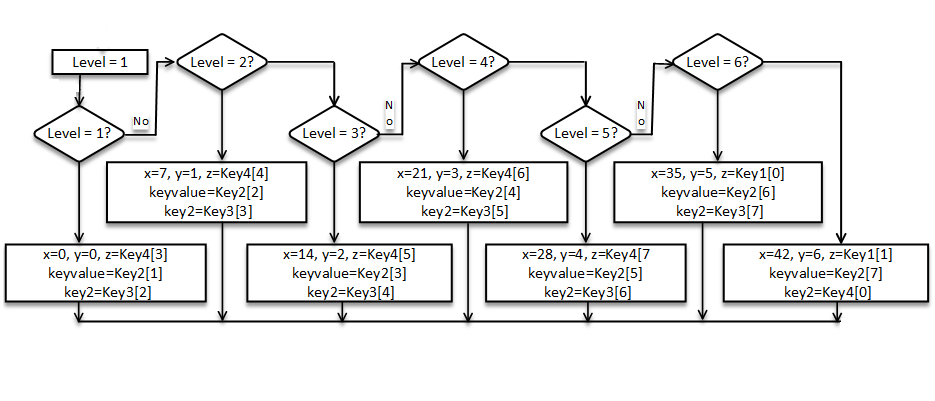 Level = 1
Level = 1?
No
Level = 2?
Level = 3?
N
o
Level = 4?
Level = 5?
N
o
Level = 6?
x=7, y=1, z=Key4[4]
keyvalue=Key2[2]
key2=Key3[3]
x=21, y=3, z=Key4[6]
keyvalue=Key2[4]
key2=Key3[5]
x=35, y=5, z=Key1[0]
keyvalue=Key2[6]
key2=Key3[7]
x=0, y=0, z=Key4[3]
keyvalue=Key2[1]
key2=Key3[2]
x=14, y=2, z=Key4[5]
keyvalue=Key2[3]
key2=Key3[4]
x=28, y=4, z=Key4[7
keyvalue=Key2[5]
key2=Key3[6]
x=42, y=6, z=Key1[1]
keyvalue=Key2[7]
key2=Key4[0]